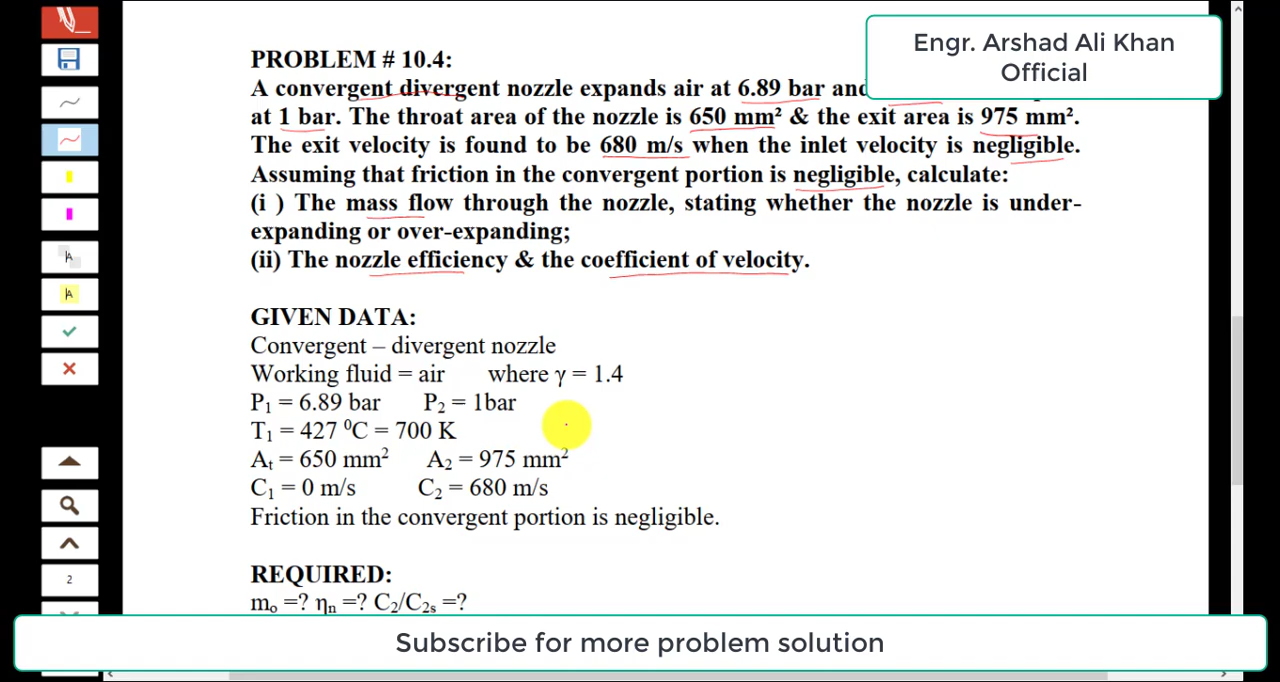 Engr. Arshad Ali Khan
Official
PROBLEM # 10.4:
A convergent divergent nozzle expands air at 6.89 bar and
at 1 bar. The throat area of the nozzle is 650 mm² & the exit area is 975 mm².
The exit velocity is found to be 680 m/s when the inlet velocity is negligible.
Assuming that friction in the convergent portion is negligible, calculate:
(i ) The mass flow through the nozzle, stating whether the nozzle is under-
expanding or over-expanding;
(ii) The nozzle efficiency & the coefficient of velocity.
GIVEN DATA:
Convergent – divergent nozzle
Working fluid = air where γ = 1.4
P₁ = 6.89 bar P₂ = 1bar
T₁ = 427 ⁰C = 700 K
Aₜ = 650 mm² A₂ = 975 mm²
C₁ = 0 m/s C₂ = 680 m/s
Friction in the convergent portion is negligible.
REQUIRED:
mₒ =? ηₙ =? C₂/C₂ₛ =?
2
Subscribe for more problem solution